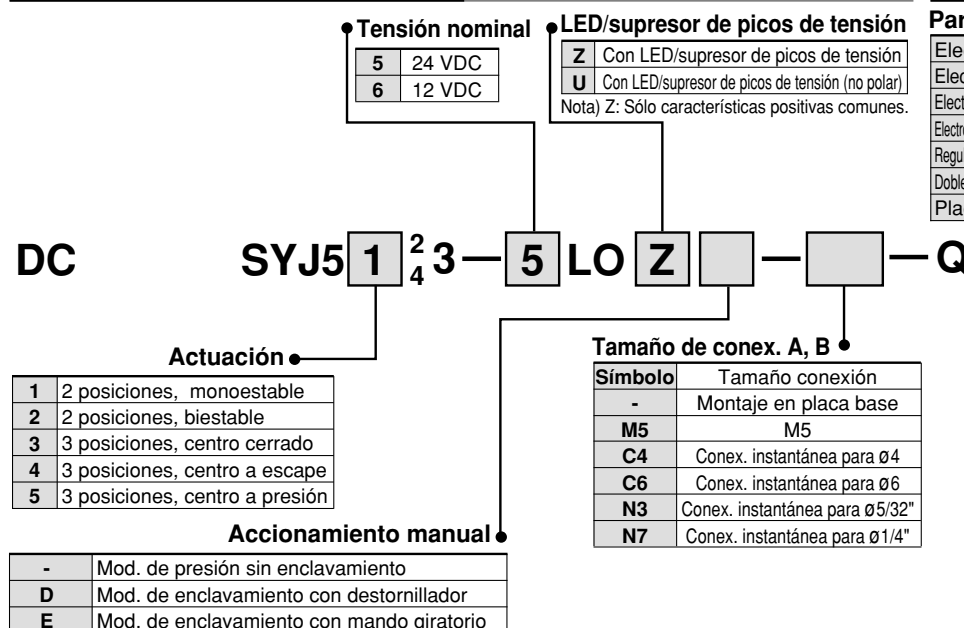 Tensión nominal
5 24 VDC
6 12 VDC
LED/supresor de picos de tensión
Z Con LED/supresor de picos de tensión
U Con LED/supresor de picos de tensión (no polar)
Nota) Z: Sólo características positivas comunes.
DC SYJ5 1 2 4 3 — 5 LO Z — — Q
Actuación
1 2 posiciones, monoestable
2 2 posiciones, biestable
3 3 posiciones, centro cerrado
4 3 posiciones, centro a escape
5 3 posiciones, centro a presión
Tamaño de conex. A, B
Símbolo Tamaño conexión
- Montaje en placa base
M5 M5
C4 Conex. instantánea para ø4
C6 Conex. instantánea para ø6
N3 Conex. instantánea para ø5/32"
N7 Conex. instantánea para ø1/4"
Accionamiento manual
- Mod. de presión sin enclavamiento
D Mod. de enclavamiento con destornillador
E Mod. de enclavamiento con mando giratorio